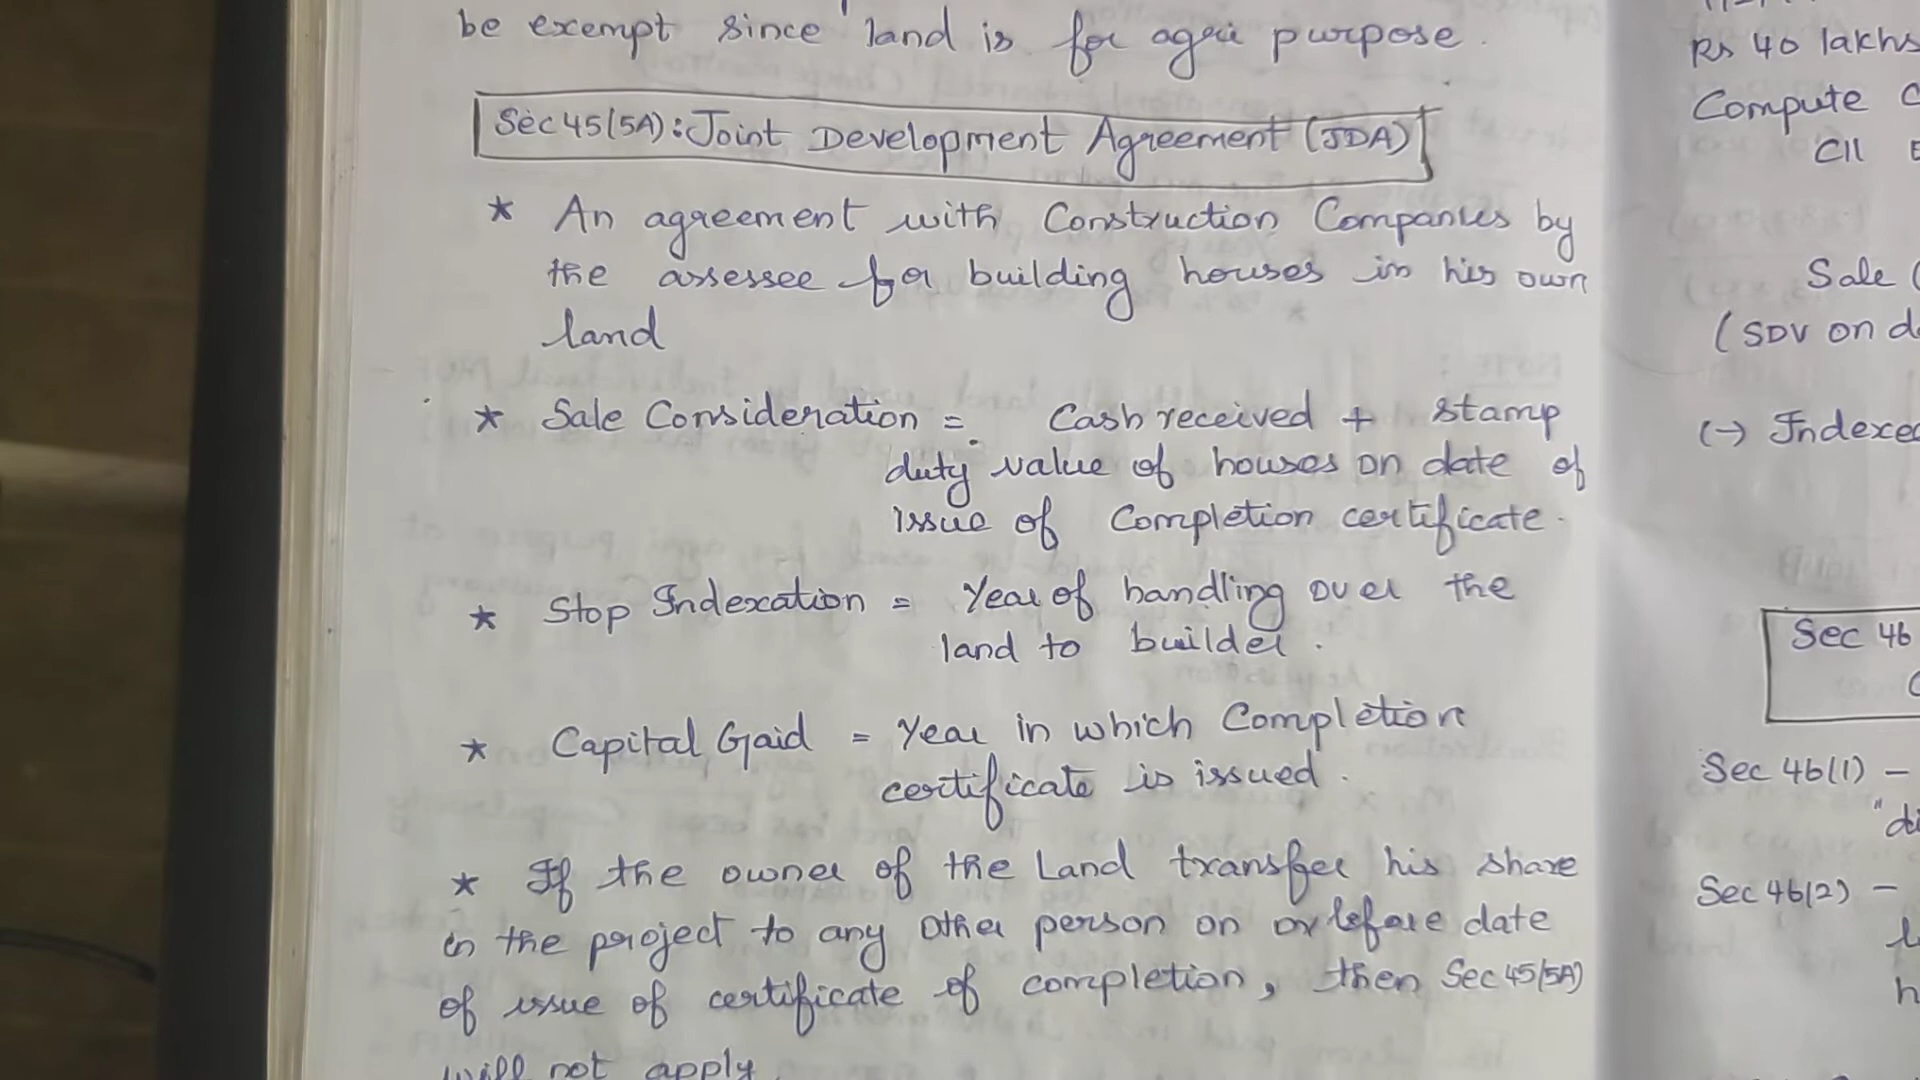 be exempt since land is for agri purpose.
Sec 45(5A): Joint Development Agreement (JDA)
* An agreement with Construction Companies by
the assessee for building houses in his own
land
* Sale Consideration = Cash received + stamp
duty value of houses on date of
issue of Completion certificate.
* Stop Indexation = Year of handling over the
land to builder.
* Capital Gaid = Year in which Completion
certificate is issued.
* If the owner of the Land transfer his share
in the project to any other person on or before date
of issue of certificate of completion, then Sec 45(5A)
will not apply.
Rs 40 lakhs
Compute
CII
Sale
(SDV on
(-) Indexed
Sec 46
Sec 46(1) -
Sec 46(2) -